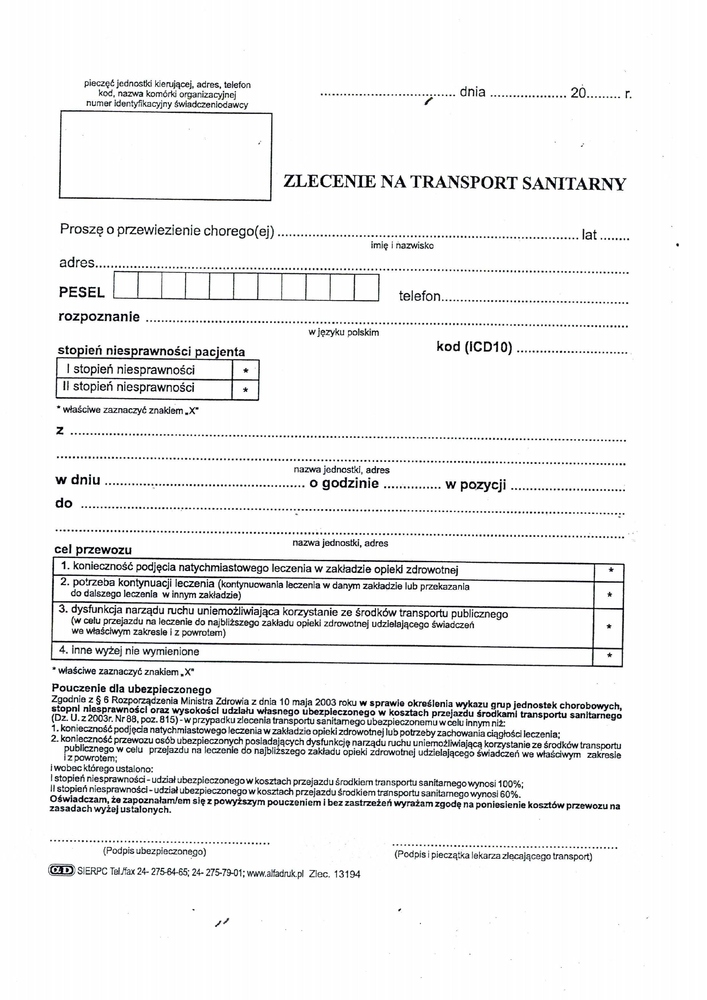 pieczęć jednostki kierującej, adres, telefon
kod, nazwa komórki organizacyjnej
numer identyfikacyjny świadczeniodawcy
.................................... dnia .................... 20......... r.
ZLECENIE NA TRANSPORT SANITARNY
Proszę o przewiezienie chorego(ej) ................................................................................ lat ........
imię i nazwisko
adres................................................................................................................................
PESEL telefon..................................................
rozpoznanie ................................................................................................................
w języku polskim
kod (ICD10) ..............................
stopień niesprawności pacjenta
I stopień niesprawności *
II stopień niesprawności *
* właściwe zaznaczyć znakiem „X"
z ................................................................................................................................
................................................................................................................................
nazwa jednostki, adres
w dniu .................................................... o godzinie ............... w pozycji ..............................
do ................................................................................................................................
................................................................................................................................
nazwa jednostki, adres
cel przewozu
1. konieczność podjęcia natychmiastowego leczenia w zakładzie opieki zdrowotnej *
2. potrzeba kontynuacji leczenia (kontynuowania leczenia w danym zakładzie lub przekazania
do dalszego leczenia w innym zakładzie) *
3. dysfunkcja narządu ruchu uniemożliwiająca korzystanie ze środków transportu publicznego
(w celu przejazdu na leczenie do najbliższego zakładu opieki zdrowotnej udzielającego świadczeń *
we właściwym zakresie i z powrotem)
4. inne wyżej nie wymienione *
* właściwe zaznaczyć znakiem „X"
Pouczenie dla ubezpieczonego
Zgodnie z § 6 Rozporządzenia Ministra Zdrowia z dnia 10 maja 2003 roku w sprawie określenia wykazu grup jednostek chorobowych,
stopni niesprawności oraz wysokości udziału własnego ubezpieczonego w kosztach przejazdu środkami transportu sanitarnego
(Dz. U. z 2003r. Nr 88, poz. 815) - w przypadku zlecenia transportu sanitarnego ubezpieczonemu w celu innym niż:
1. konieczność podjęcia natychmiastowego leczenia w zakładzie opieki zdrowotnej lub potrzeby zachowania ciągłości leczenia;
2. konieczność przewozu osób ubezpieczonych posiadających dysfunkcję narządu ruchu uniemożliwiającą korzystanie ze środków transportu
publicznego w celu przejazdu na leczenie do najbliższego zakładu opieki zdrowotnej udzielającego świadczeń we właściwym zakresie
i z powrotem;
i wobec którego ustalono:
I stopień niesprawności - udział ubezpieczonego w kosztach przejazdu środkiem transportu sanitarnego wynosi 100%;
II stopień niesprawności - udział ubezpieczonego w kosztach przejazdu środkiem transportu sanitarnego wynosi 60%.
Oświadczam, że zapoznałam/em się z powyższym pouczeniem i bez zastrzeżeń wyrażam zgodę na poniesienie kosztów przewozu na
zasadach wyżej ustalonych.
............................................................ ............................................................
(Podpis ubezpieczonego) (Podpis i pieczątka lekarza zlecającego transport)
SIERPC Tel./fax 24- 275-64-65; 24- 275-79-01; www.alfadruk.pl Zlec. 13194